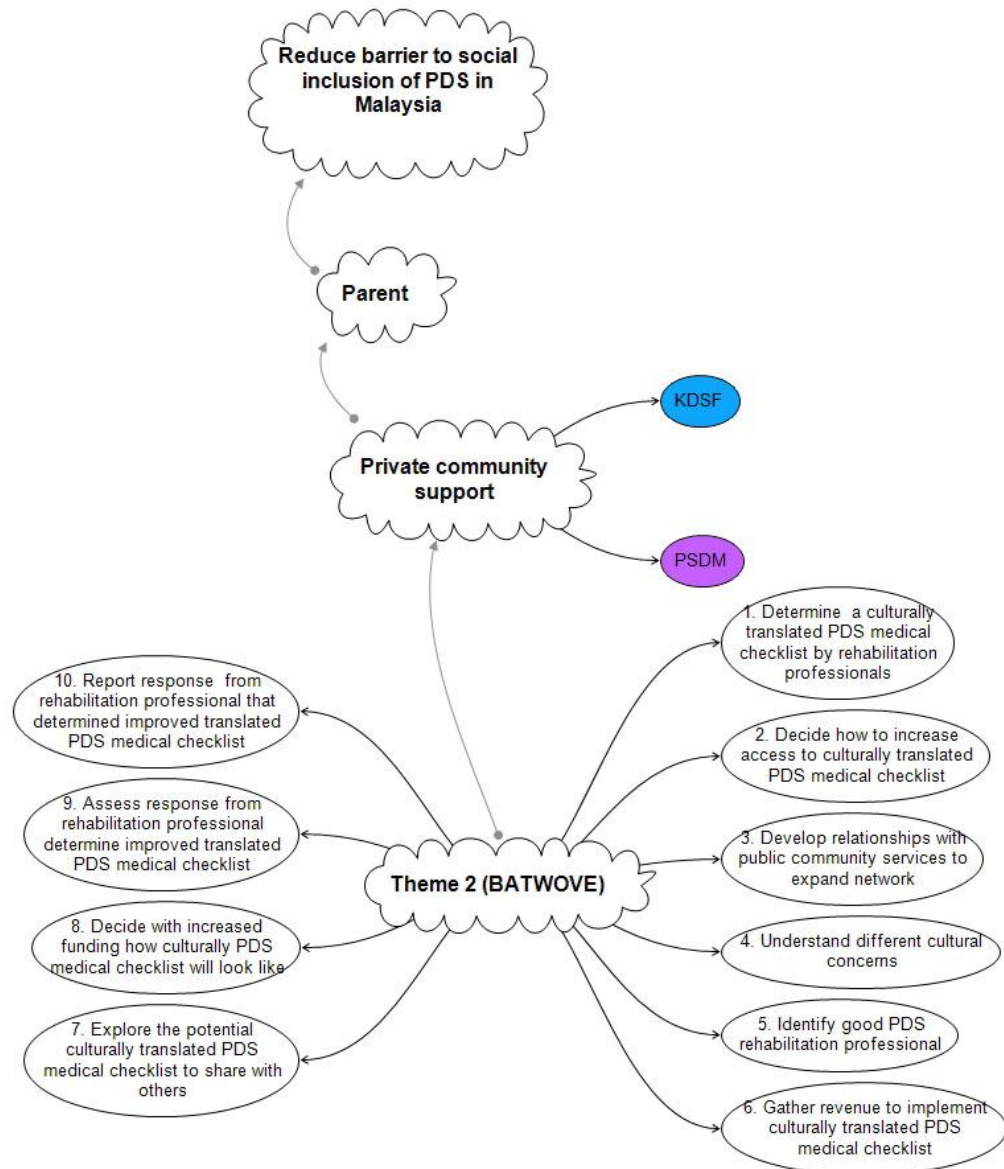 Reduce barrier to social
inclusion of PDS in
Malaysia
Parent
Private community
support
KDSF
PSDM
Theme 2 (BATWOVE)
1. Determine a culturally
translated PDS medical
checklist by rehabilitation
professionals
2. Decide how to increase
access to culturally translated
PDS medical checklist
3. Develop relationships with
public community services to
expand network
4. Understand different cultural
concerns
5. Identify good PDS
rehabilitation professional
6. Gather revenue to implement
culturally translated PDS
medical checklist
7. Explore the potential
culturally translated PDS
medical checklist to share with
others
8. Decide with increased
funding how culturally PDS
medical checklist will look like
9. Assess response from
rehabilitation professional
determine improved translated
PDS medical checklist
10. Report response from
rehabilitation professional that
determined improved translated
PDS medical checklist